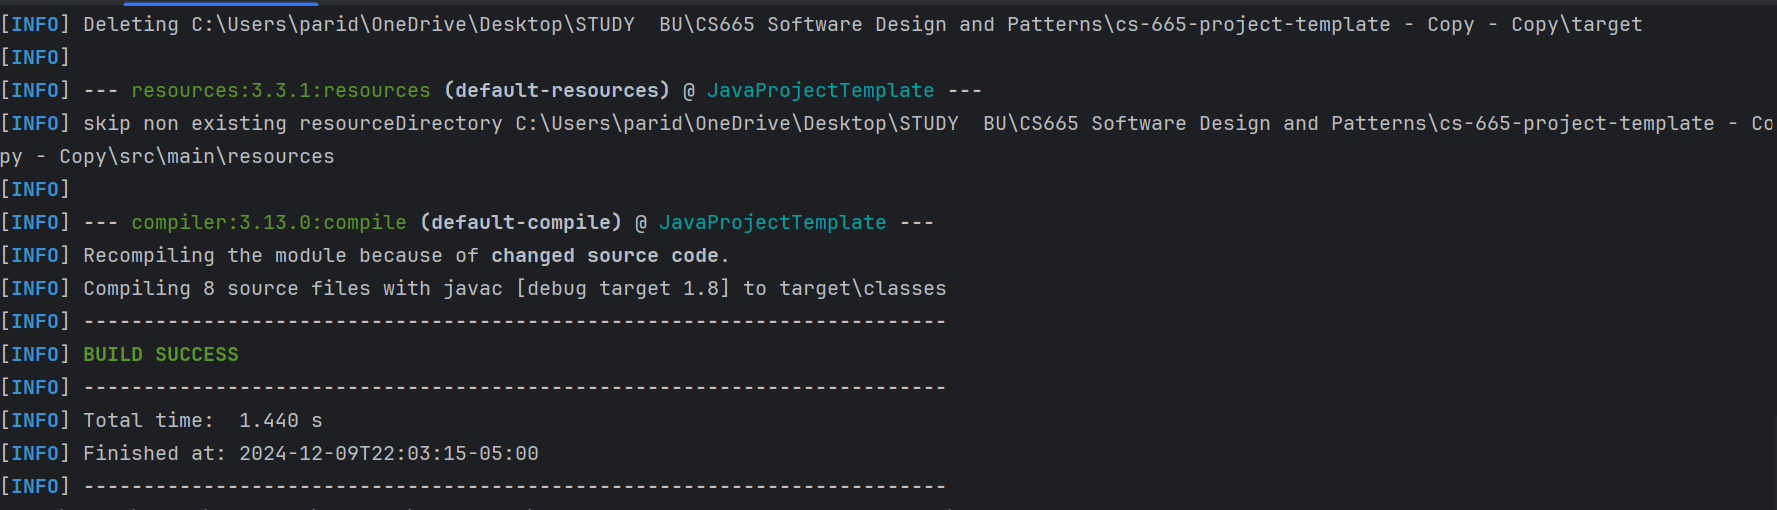 [INFO] Deleting C:\Users\parid\OneDrive\Desktop\STUDY  BU\CS665 Software Design and Patterns\cs-665-project-template - Copy - Copy\target
[INFO]
[INFO] --- resources:3.3.1:resources (default-resources) @ JavaProjectTemplate ---
[INFO] skip non existing resourceDirectory C:\Users\parid\OneDrive\Desktop\STUDY  BU\CS665 Software Design and Patterns\cs-665-project-template - Co
py - Copy\src\main\resources
[INFO]
[INFO] --- compiler:3.13.0:compile (default-compile) @ JavaProjectTemplate ---
[INFO] Recompiling the module because of changed source code.
[INFO] Compiling 8 source files with javac [debug target 1.8] to target\classes
[INFO] ------------------------------------------------------------------------
[INFO] BUILD SUCCESS
[INFO] ------------------------------------------------------------------------
[INFO] Total time:  1.440 s
[INFO] Finished at: 2024-12-09T22:03:15-05:00
[INFO] ------------------------------------------------------------------------